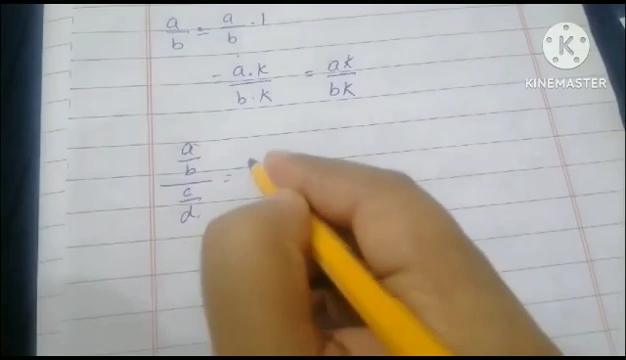 a/b = a/b . 1
- a.k/b.k = ak/bk
K
KINEMASTER
a/b / c/d =